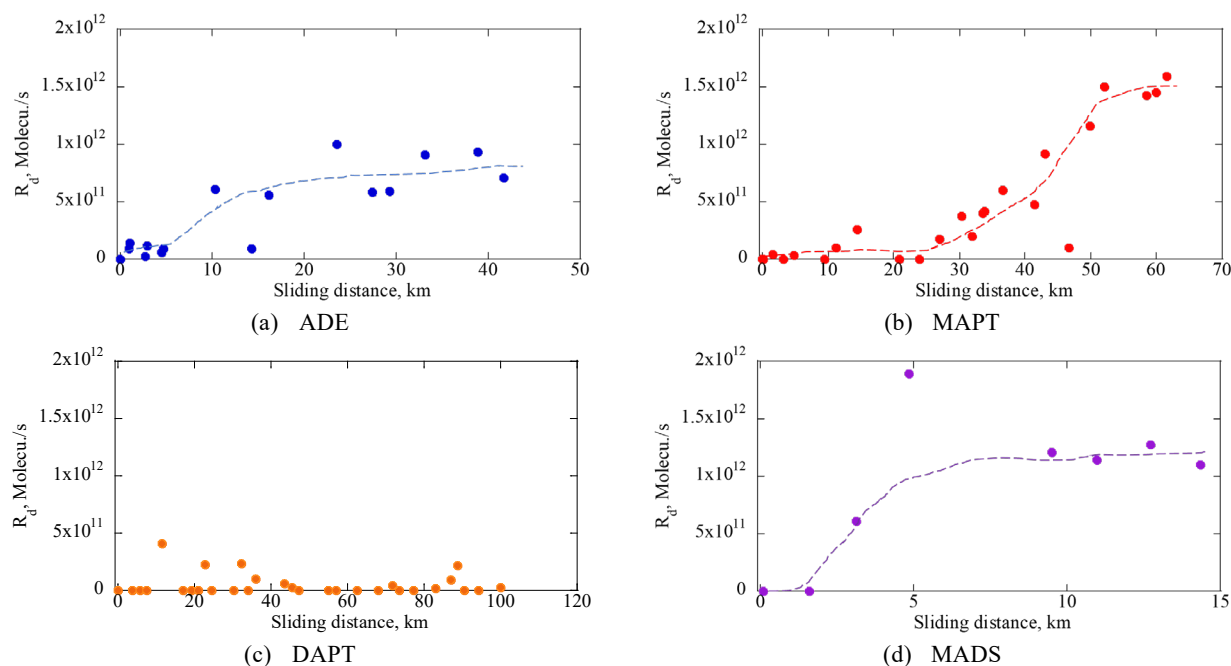 2x10^12
1.5x10^12
1x10^12
5x10^11
0
R_d, Molecu./s
0 10 20 30 40 50
Sliding distance, km
(a) ADE
2x10^12
1.5x10^12
1x10^12
5x10^11
0
R_d, Molecu./s
0 10 20 30 40 50 60 70
Sliding distance, km
(b) MAPT
2x10^12
1.5x10^12
1x10^12
5x10^11
0
R_d, Molecu./s
0 20 40 60 80 100 120
Sliding distance, km
(c) DAPT
2x10^12
1.5x10^12
1x10^12
5x10^11
0
R_d, Molecu./s
0 5 10 15
Sliding distance, km
(d) MADS